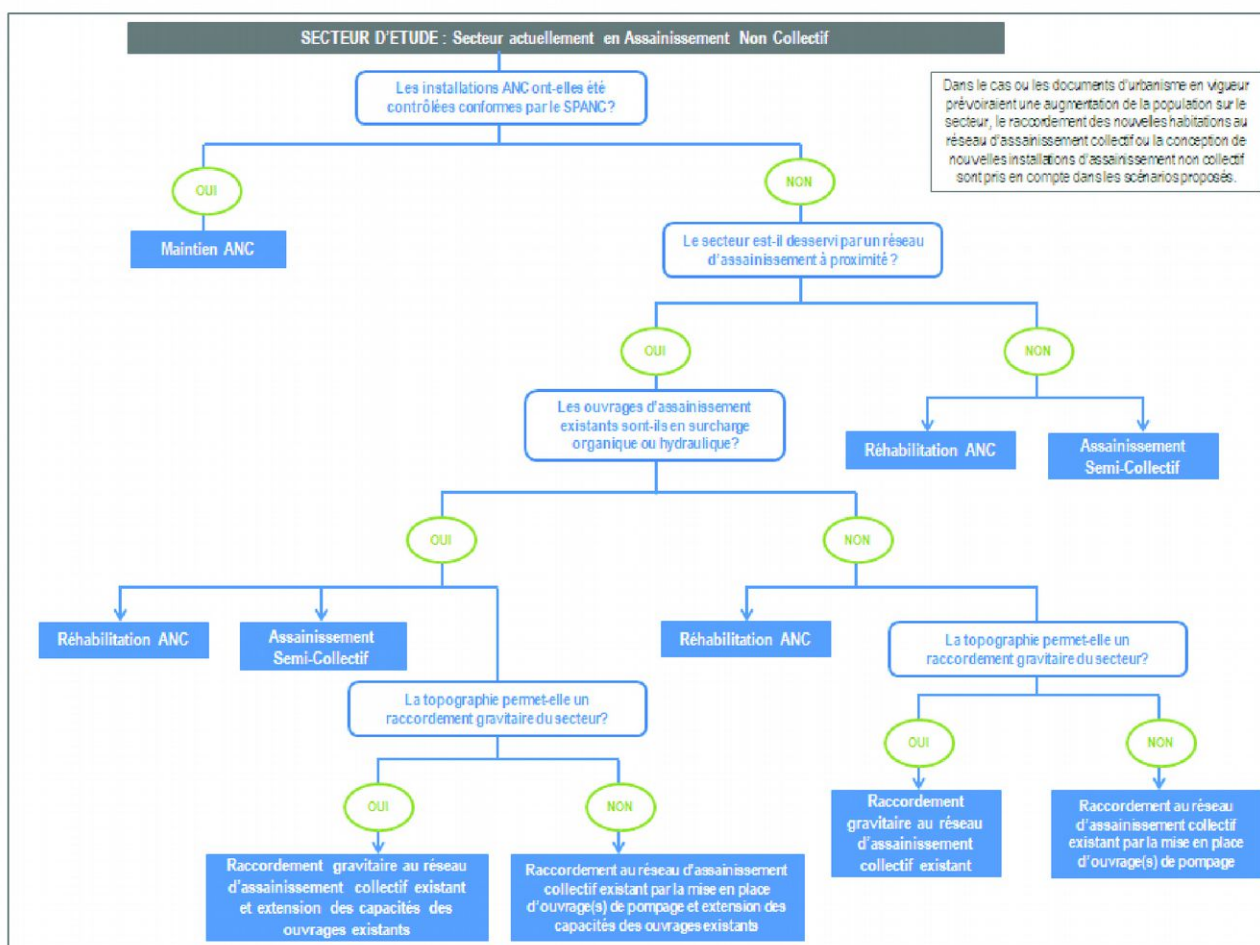 SECTEUR D'ETUDE : Secteur actuellement en Assainissement Non Collectif
Les installations ANC ont-elles été
contrôlées conformes par le SPANC?
Dans le cas ou les documents d'urbanisme en vigueur
prévoiraient une augmentation de la population sur le
secteur, le raccordement des nouvelles habitations au
réseau d'assainissement collectif ou la conception de
nouvelles installations d'assainissement non collectif
sont pris en compte dans les scénarios proposés.
OUI
NON
Maintien ANC
Le secteur est-il desservi par un réseau
d'assainissement à proximité ?
OUI
NON
Les ouvrages d'assainissement
existants sont-ils en surcharge
organique ou hydraulique?
Réhabilitation ANC
Assainissement
Semi-Collectif
OUI
NON
Réhabilitation ANC
Assainissement
Semi-Collectif
Réhabilitation ANC
La topographie permet-elle un
raccordement gravitaire du secteur?
La topographie permet-elle un
raccordement gravitaire du secteur?
OUI
NON
OUI
NON
Raccordement
gravitaire au réseau
d'assainissement
collectif existant
Raccordement au réseau
d'assainissement collectif
existant par la mise en place
d'ouvrage(s) de pompage
Raccordement gravitaire au réseau
d'assainissement collectif existant
et extension des capacités des
ouvrages existants
Raccordement au réseau d'assainissement
collectif existant par la mise en place
d'ouvrage(s) de pompage et extension des
capacités des ouvrages existants